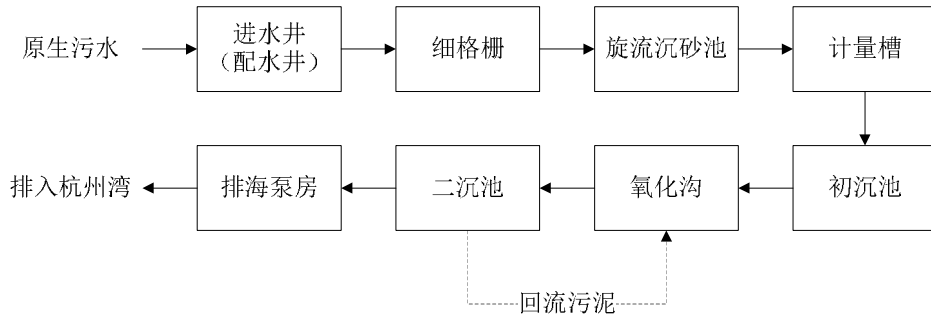 原生污水
进水井
（配水井）
细格栅
旋流沉砂池
计量槽
排入杭州湾
排海泵房
二沉池
氧化沟
初沉池
回流污泥